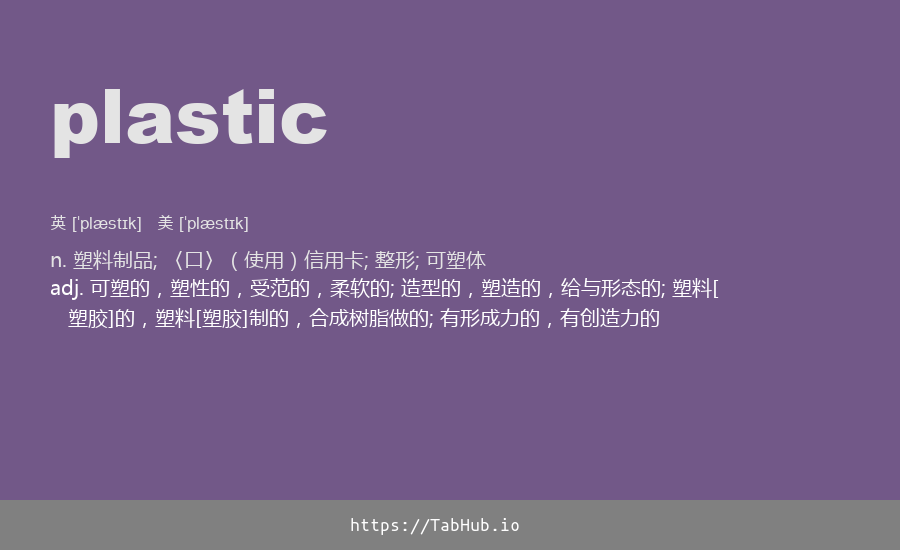 plastic
英 ['plæstɪk] 美 ['plæstɪk]
n. 塑料制品; 〈口〉（使用）信用卡; 整形; 可塑体
adj. 可塑的，塑性的，受范的，柔软的; 造型的，塑造的，给与形态的; 塑料[
塑胶]的，塑料[塑胶]制的，合成树脂做的; 有形成力的，有创造力的
https://TabHub.io